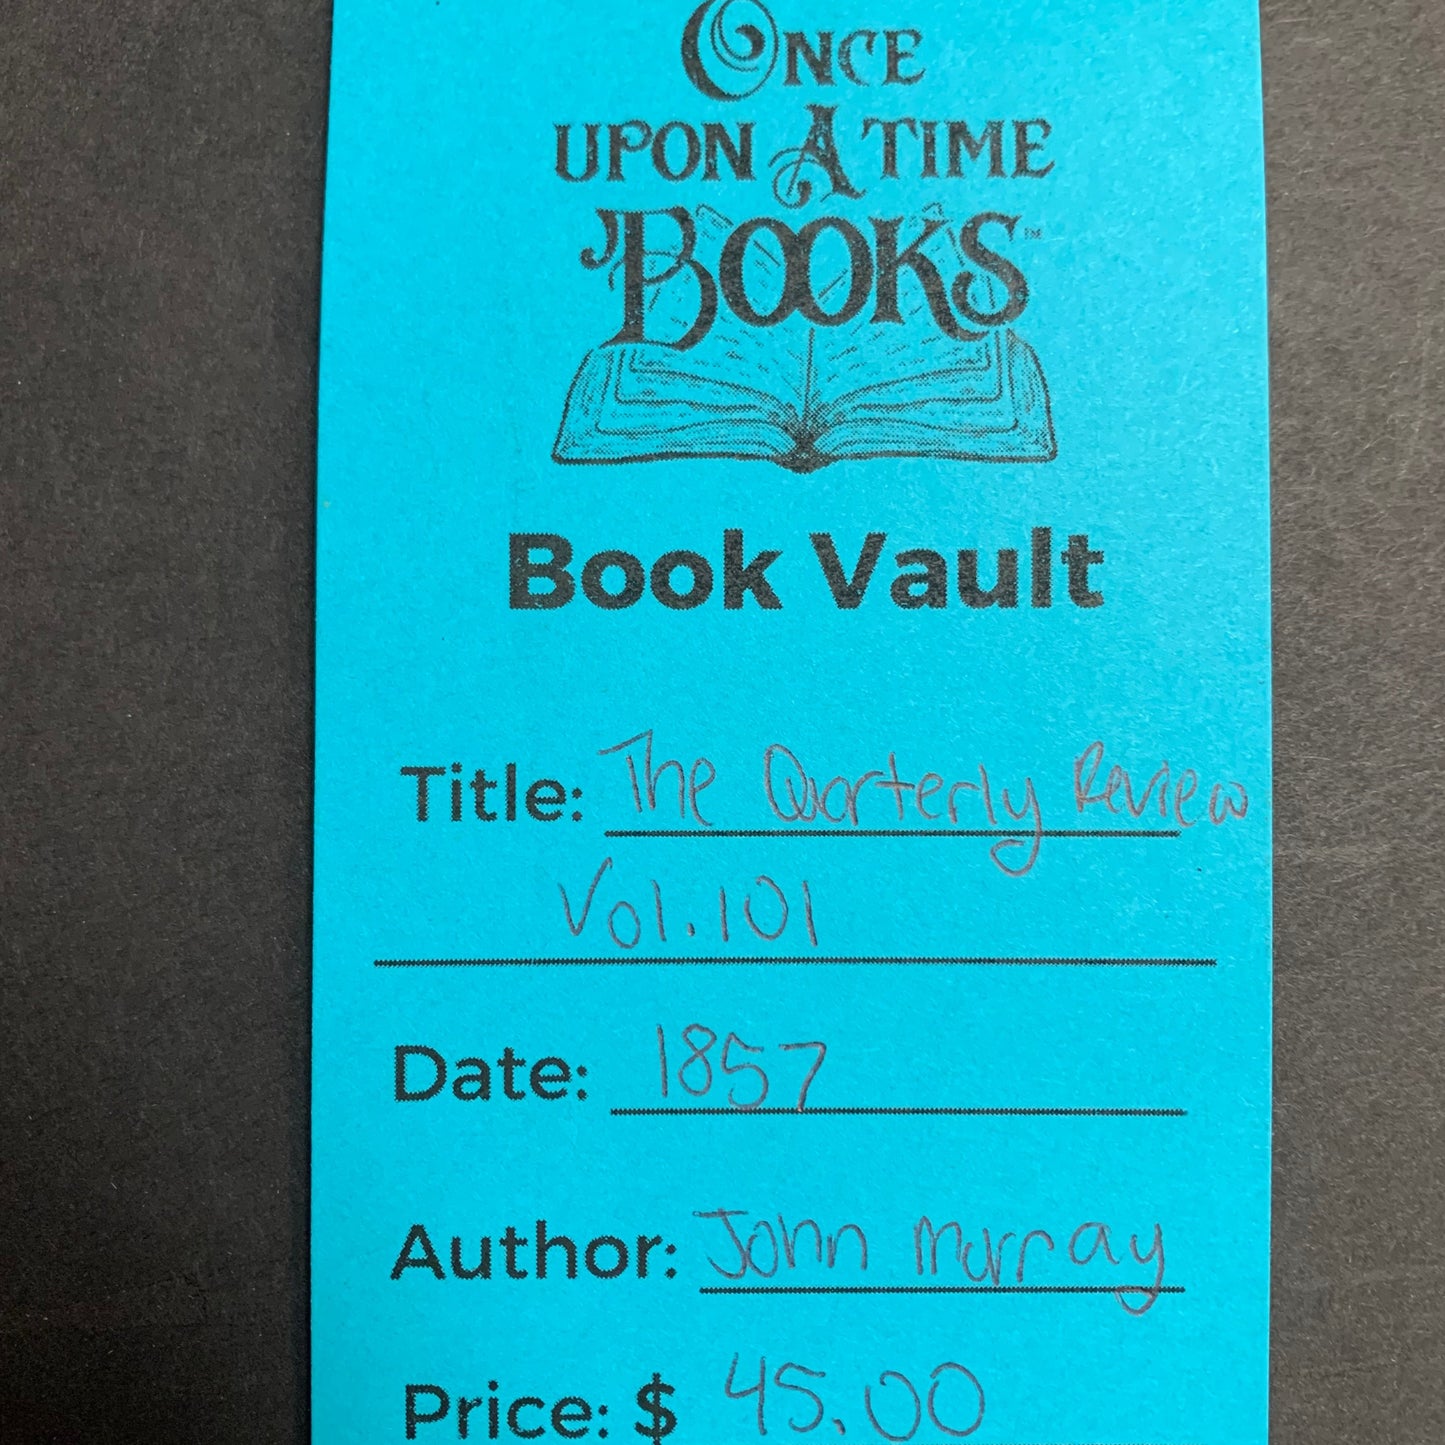 ONCE
UPON A TIME
BOOKS™
Book Vault
Title: The Quarterly Review
Vol. 101
Date: 1857
Author: John Murray
Price: $ 45.00